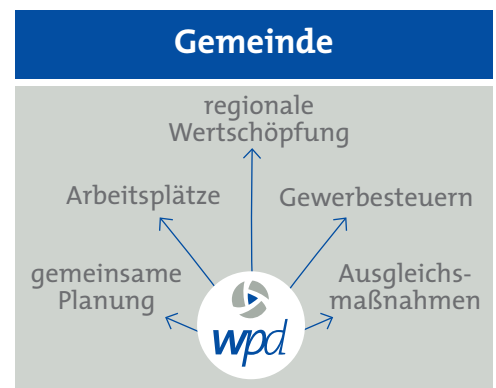 Gemeinde
regionale
Wertschöpfung
Arbeitsplätze
Gewerbesteuern
gemeinsame
Planung
Ausgleichs-
maßnahmen
wpd